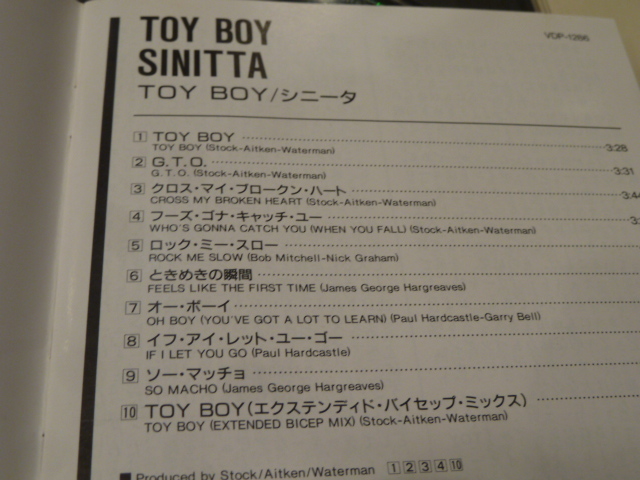 TOY BOY
SINITTA
TOY BOY/シニータ
VDP-1286
1 TOY BOY 3:28
TOY BOY (Stock-Aitken-Waterman)
2 G.T.O. 3:31
G.T.O. (Stock-Aitken-Waterman)
3 クロス・マイ・ブロークン・ハート 3:44
CROSS MY BROKEN HEART (Stock-Aitken-Waterman)
4 フーズ・ゴナ・キャッチ・ユー 3:
WHO'S GONNA CATCH YOU (WHEN YOU FALL) (Stock-Aitken-Waterman)
5 ロック・ミー・スロー
ROCK ME SLOW (Bob Mitchell-Nick Graham)
6 ときめきの瞬間
FEELS LIKE THE FIRST TIME (James George Hargreaves)
7 オー・ボーイ
OH BOY (YOU'VE GOT A LOT TO LEARN) (Paul Hardcastle-Garry Bell)
8 イフ・アイ・レット・ユー・ゴー
IF I LET YOU GO (Paul Hardcastle)
9 ソー・マッチョ
SO MACHO (James George Hargreaves)
10 TOY BOY (エクステンディド・バイセップ・ミックス)
TOY BOY (EXTENDED BICEP MIX) (Stock-Aitken-Waterman)
■ Produced by Stock/Aitken/Waterman 1 2 3 4 10